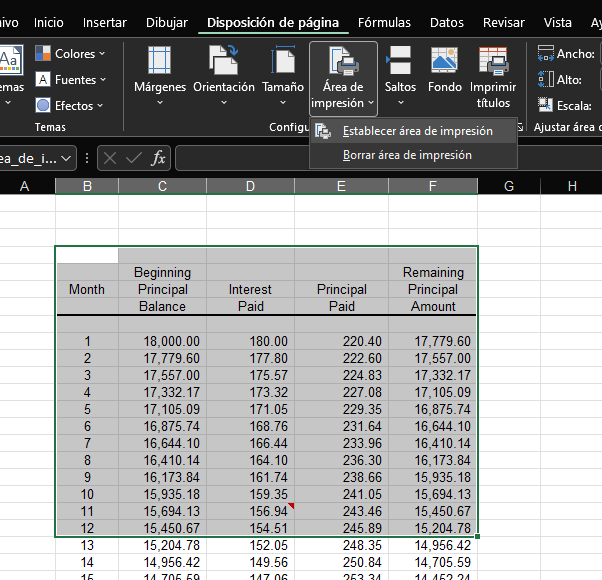 ivo Inicio Insertar Dibujar Disposición de página Fórmulas Datos Revisar Vista Ay
Aa Colores
Fuentes
emas Efectos
Temas
Márgenes Orientación Tamaño Área de impresión Saltos Fondo Imprimir títulos
Configu
Establecer área de impresión
Borrar área de impresión
Ancho:
Alto:
Escala:
Ajustar área d
ea_de_i... fx
A B C D E F G H
Beginning Remaining
Month Principal Interest Principal Principal
Balance Paid Paid Amount
1 18,000.00 180.00 220.40 17,779.60
2 17,779.60 177.80 222.60 17,557.00
3 17,557.00 175.57 224.83 17,332.17
4 17,332.17 173.32 227.08 17,105.09
5 17,105.09 171.05 229.35 16,875.74
6 16,875.74 168.76 231.64 16,644.10
7 16,644.10 166.44 233.96 16,410.14
8 16,410.14 164.10 236.30 16,173.84
9 16,173.84 161.74 238.66 15,935.18
10 15,935.18 159.35 241.05 15,694.13
11 15,694.13 156.94 243.46 15,450.67
12 15,450.67 154.51 245.89 15,204.78
13 15,204.78 152.05 248.35 14,956.42
14 14,956.42 149.56 250.84 14,705.59
15 14,705.59 147.06 253.34 14,452.24